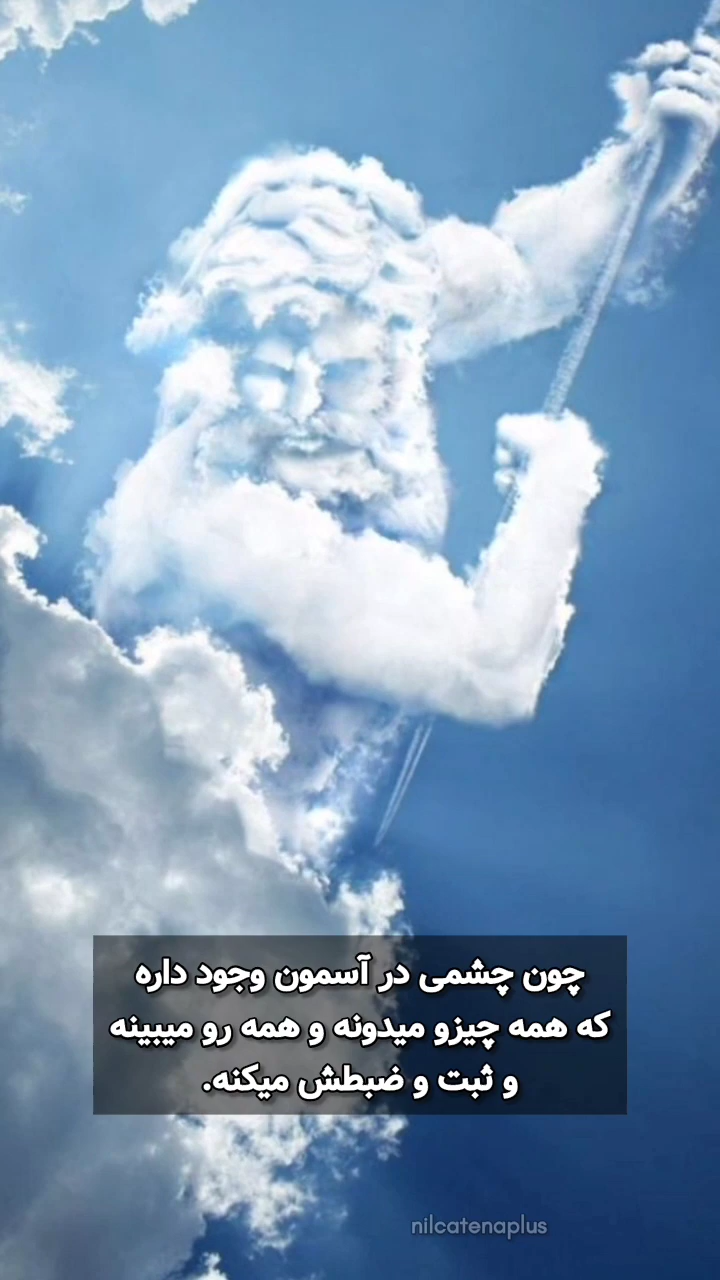 چون چشمی در آسمون وجود داره
که همه چیزو میدونه و همه رو میبینه
و ثبت و ضبطش میکنه.
nilcatenaplus